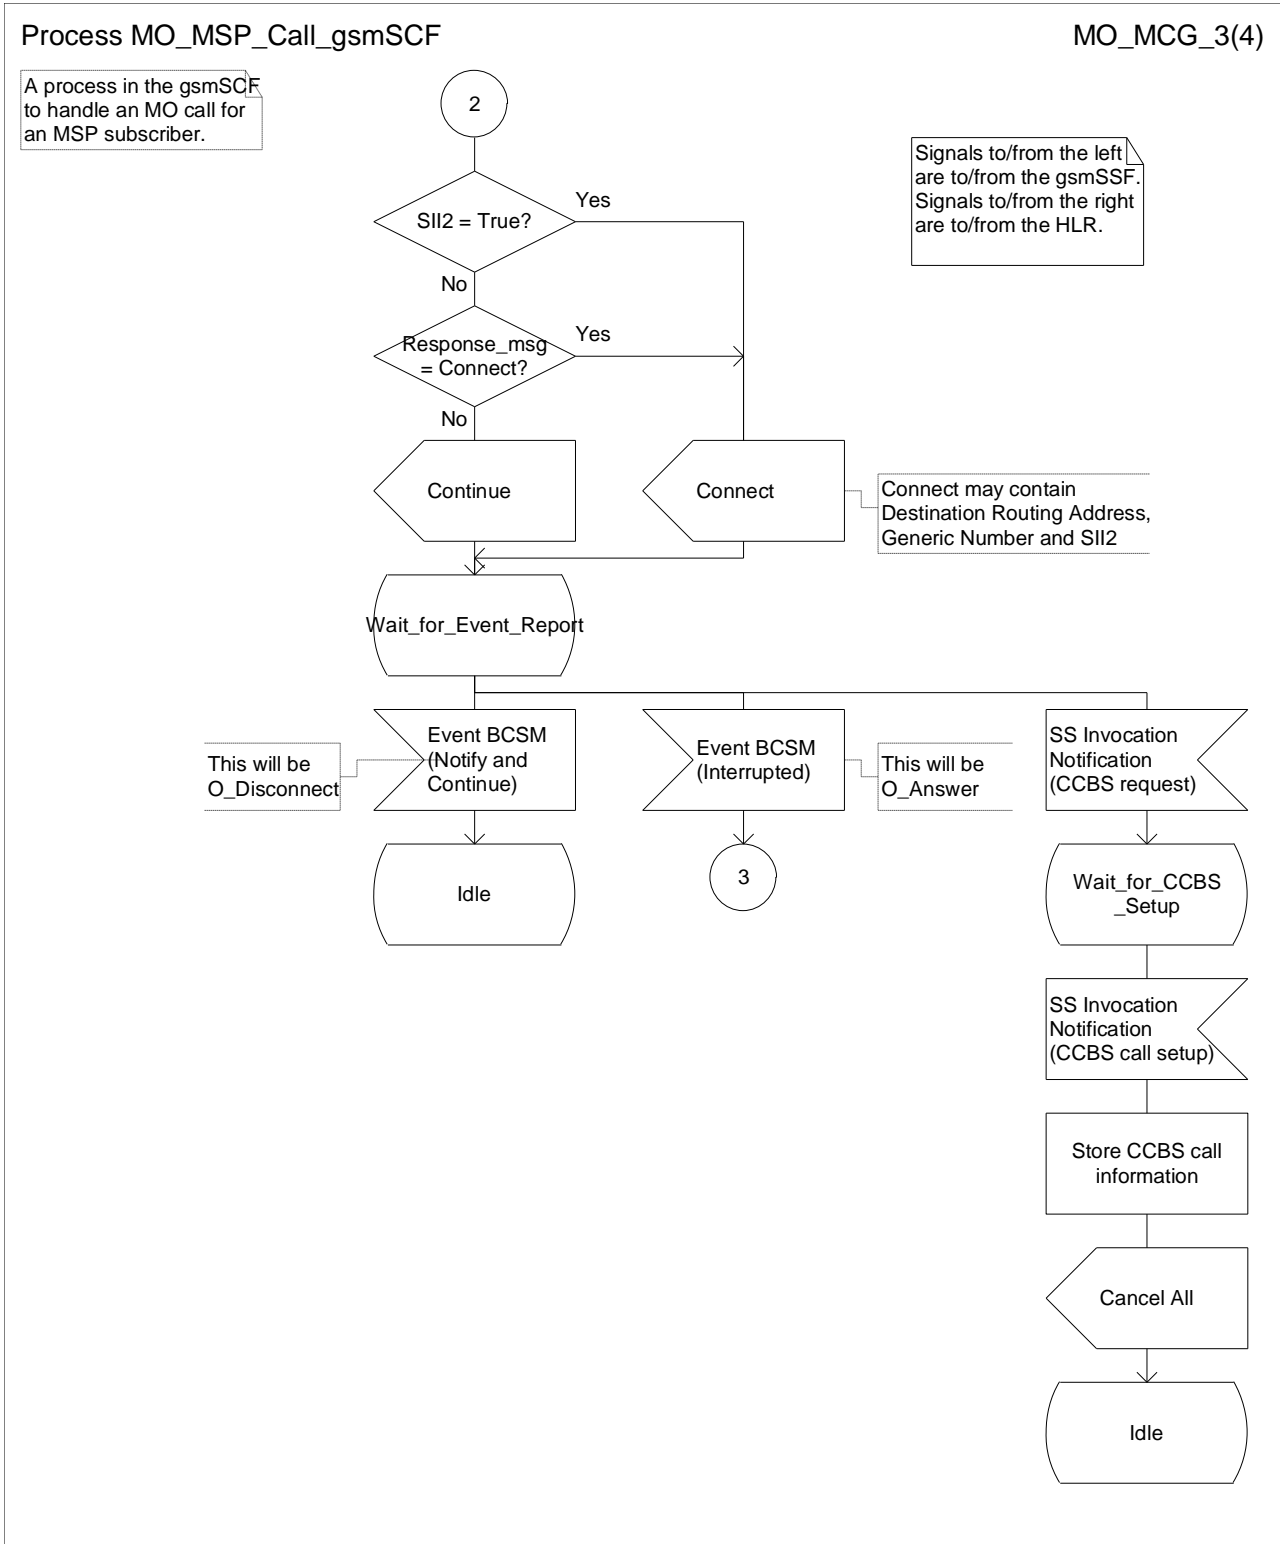 Process MO_MSP_Call_gsmSCF
MO_MCG_3(4)
A process in the gsmSCF
to handle an MO call for
an MSP subscriber.
2
Signals to/from the left
are to/from the gsmSSF.
Signals to/from the right
are to/from the HLR.
SII2 = True?
Yes
No
Response_msg
= Connect?
Yes
No
Continue
Connect
Connect may contain
Destination Routing Address,
Generic Number and SII2
Wait_for_Event_Report
This will be
O_Disconnect
Event BCSM
(Notify and
Continue)
Event BCSM
(Interrupted)
This will be
O_Answer
SS Invocation
Notification
(CCBS request)
Idle
3
Wait_for_CCBS
_Setup
SS Invocation
Notification
(CCBS call setup)
Store CCBS call
information
Cancel All
Idle